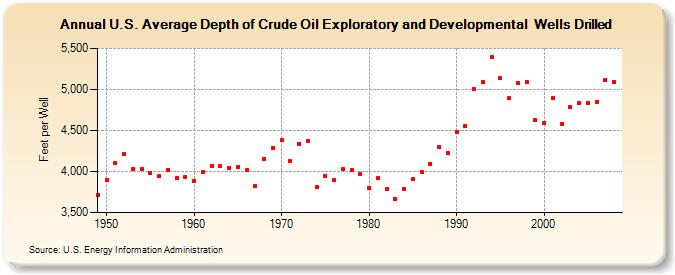 Annual U.S. Average Depth of Crude Oil Exploratory and Developmental Wells Drilled
Feet per Well
5,500
5,000
4,500
4,000
3,500
1950 1960 1970 1980 1990 2000
Source: U.S. Energy Information Administration